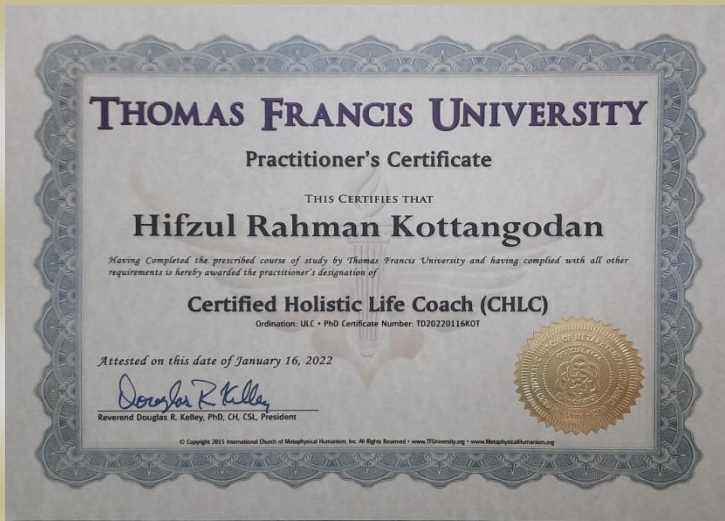 THOMAS FRANCIS UNIVERSITY
Practitioner's Certificate
THIS CERTIFIES THAT
Hifzul Rahman Kottangodan
Having Completed the prescribed course of study by Thomas Francis University and having complied with all other
requirements is hereby awarded the practitioner's designation of
Certified Holistic Life Coach (CHLC)
Ordination: ULC • PhD Certificate Number: TD20220116KOT
Attested on this date of January 16, 2022
Douglas R Kelley
Reverend Douglas R. Kelley, PhD, CH, CSL, President
© Copyright 2015 International Church of Metaphysical Humanism, Inc. All Rights Reserved • www.TFUniversity.org • www.MetaphysicalHumanism.org